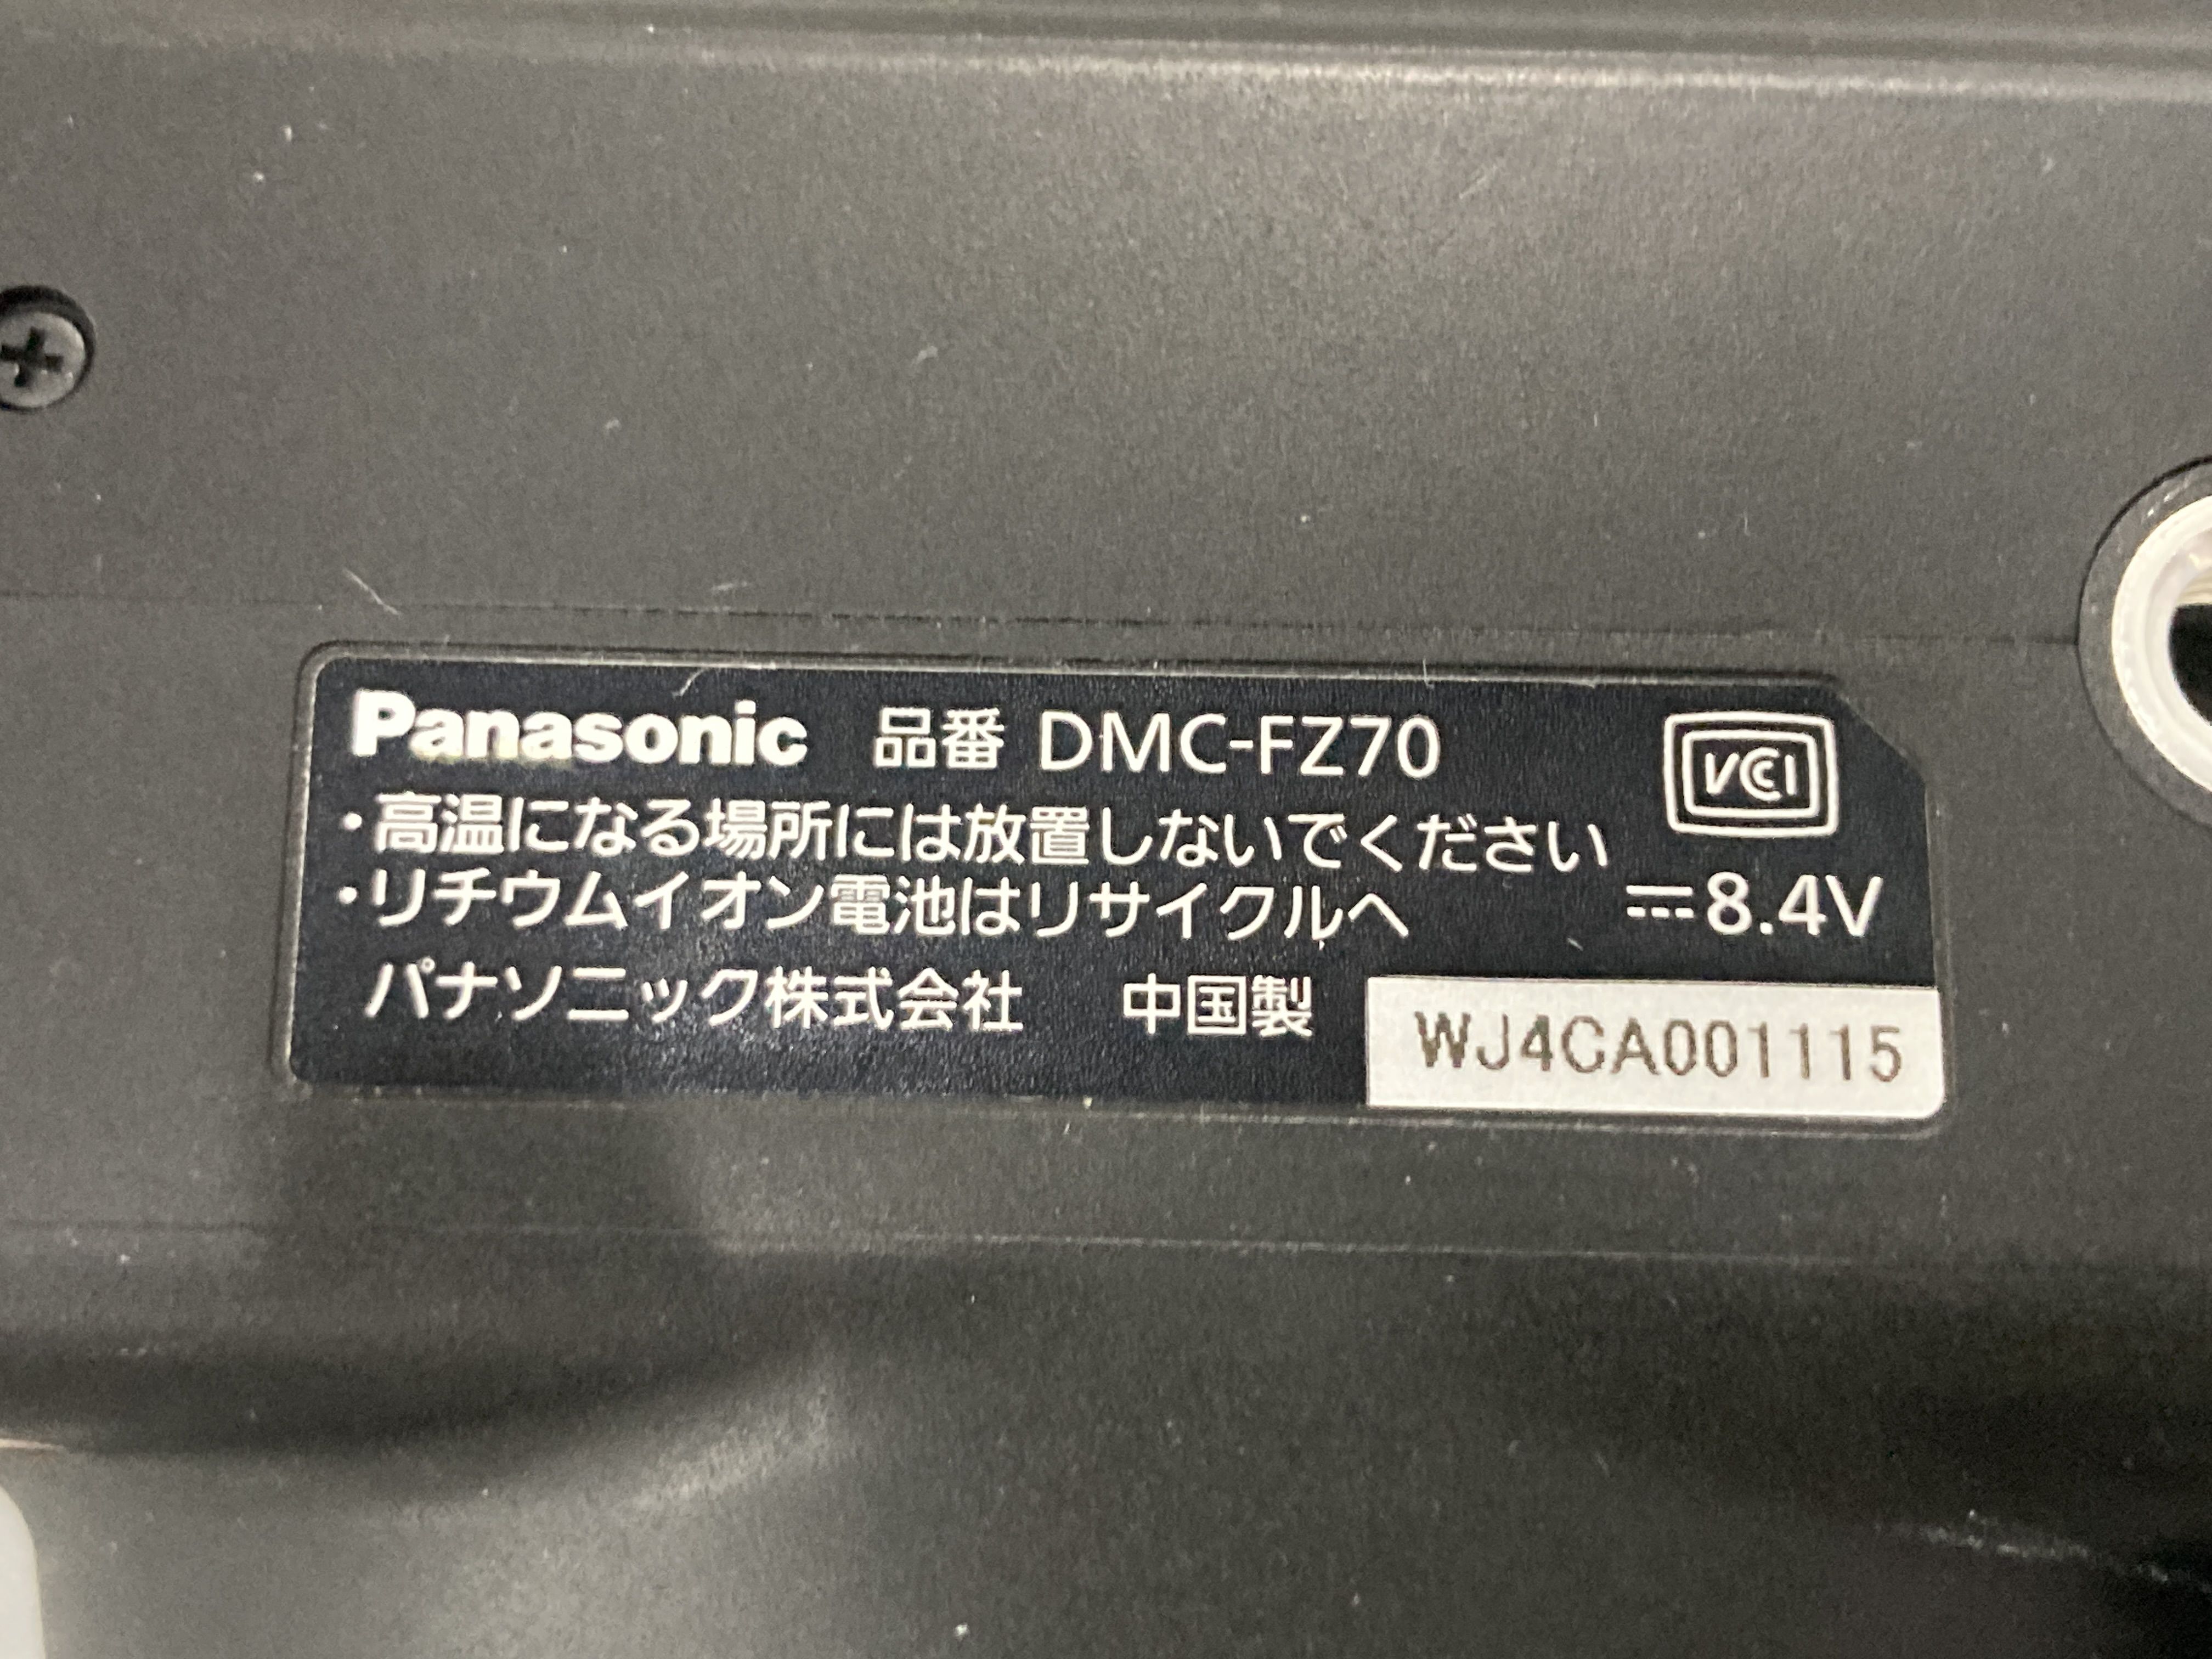 Panasonic 品番 DMC-FZ70
VCCI
・高温になる場所には放置しないでください
・リチウムイオン電池はリサイクルへ
⎓8.4V
パナソニック株式会社 中国製
WJ4CA001115